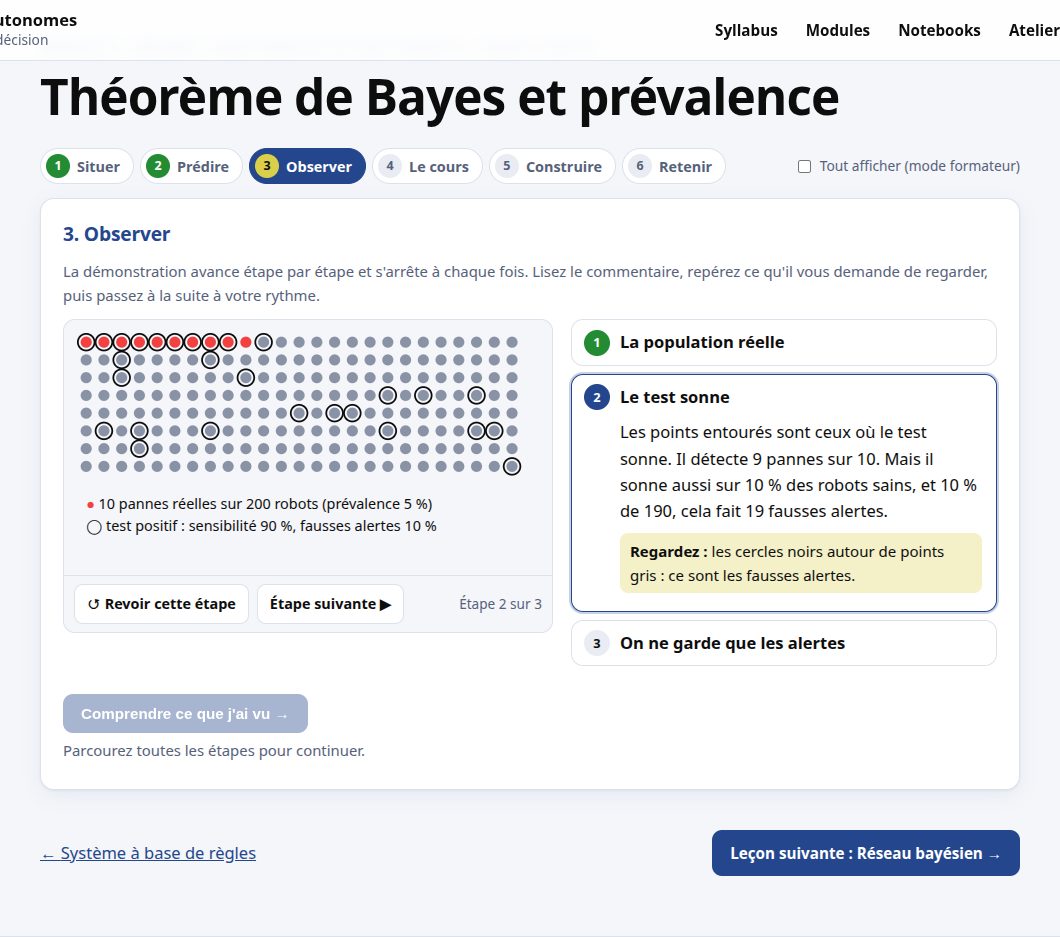 utonomes
décision
Syllabus Modules Notebooks Atelier
Théorème de Bayes et prévalence
1 Situer 2 Prédire 3 Observer 4 Le cours 5 Construire 6 Retenir Tout afficher (mode formateur)
3. Observer
La démonstration avance étape par étape et s'arrête à chaque fois. Lisez le commentaire, repérez ce qu'il vous demande de regarder,
puis passez à la suite à votre rythme.
10 pannes réelles sur 200 robots (prévalence 5 %)
test positif : sensibilité 90 %, fausses alertes 10 %
↺ Revoir cette étape Étape suivante ▶ Étape 2 sur 3
1 La population réelle
2 Le test sonne
Les points entourés sont ceux où le test
sonne. Il détecte 9 pannes sur 10. Mais il
sonne aussi sur 10 % des robots sains, et 10 %
de 190, cela fait 19 fausses alertes.
Regardez : les cercles noirs autour de points
gris : ce sont les fausses alertes.
3 On ne garde que les alertes
Comprendre ce que j'ai vu →
Parcourez toutes les étapes pour continuer.
← Système à base de règles
Leçon suivante : Réseau bayésien →